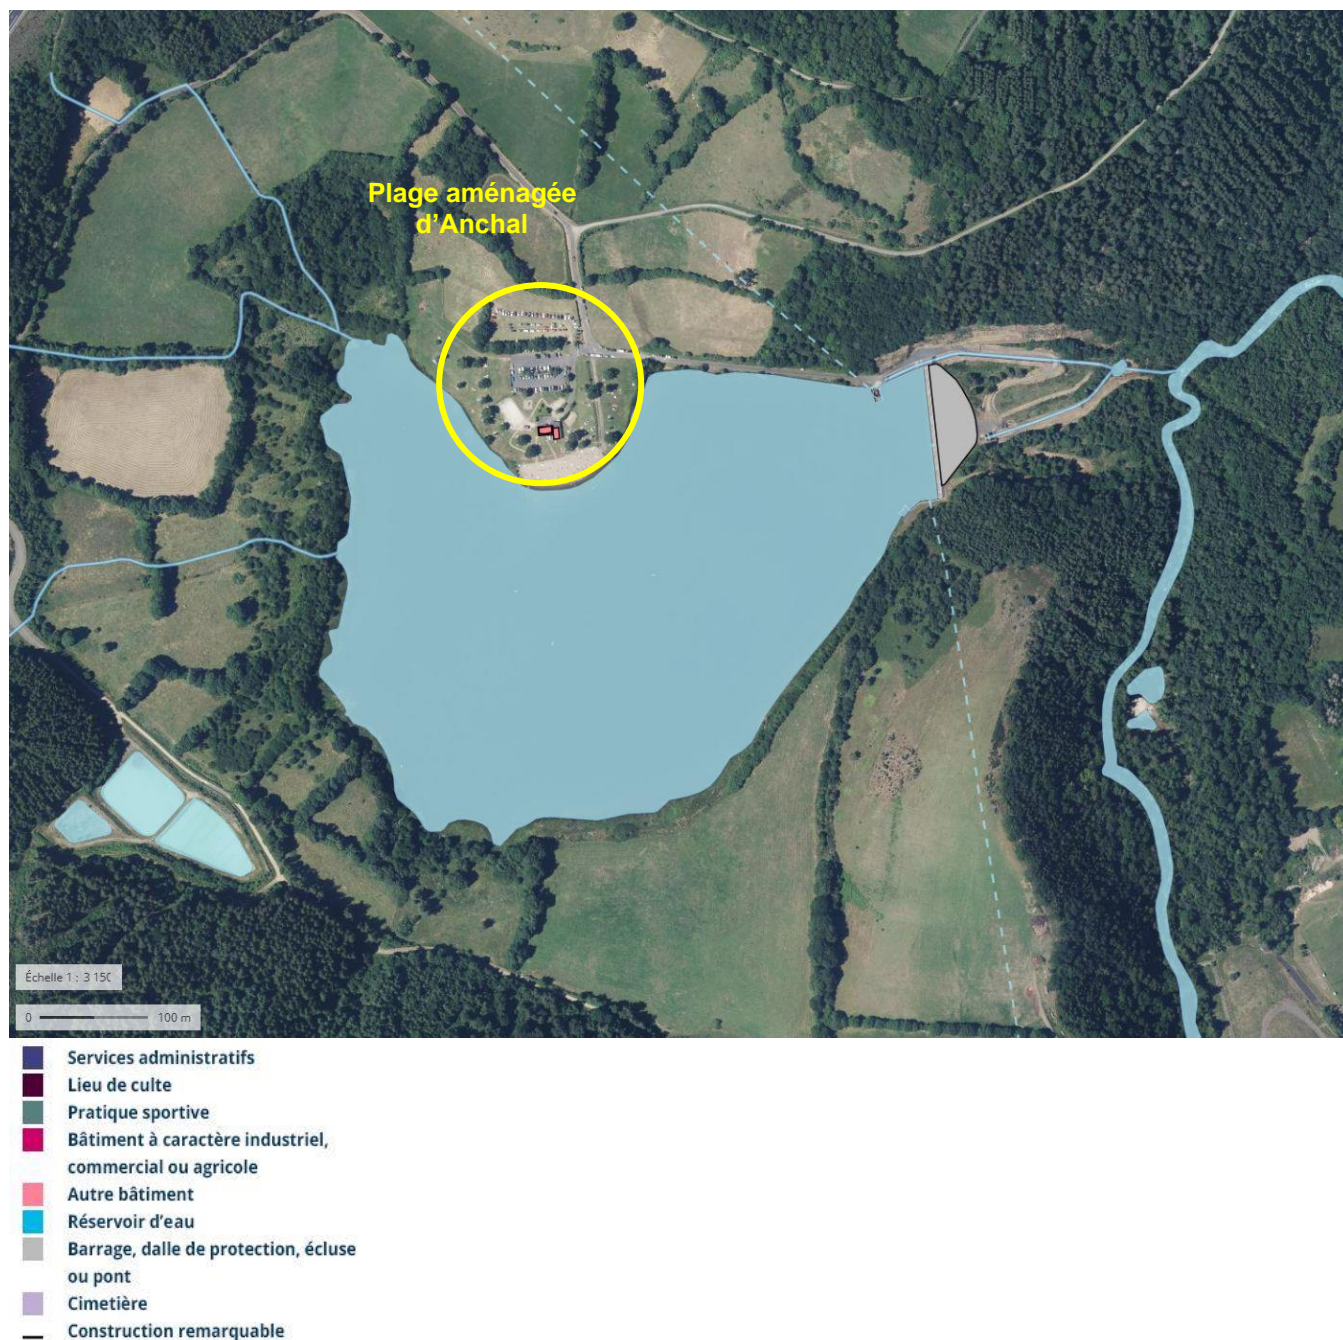 Plage aménagée
d'Anchal
Échelle 1 : 3 150
0 100 m
Services administratifs
Lieu de culte
Pratique sportive
Bâtiment à caractère industriel,
commercial ou agricole
Autre bâtiment
Réservoir d'eau
Barrage, dalle de protection, écluse
ou pont
Cimetière
Construction remarquable